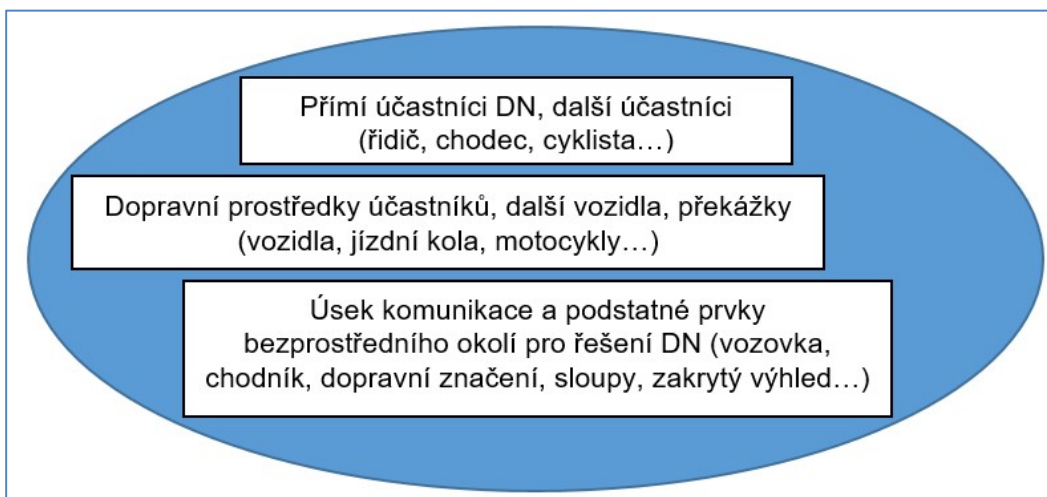 Přímí účastníci DN, další účastníci
(řidič, chodec, cyklista…)
Dopravní prostředky účastníků, další vozidla, překážky
(vozidla, jízdní kola, motocykly…)
Úsek komunikace a podstatné prvky
bezprostředního okolí pro řešení DN (vozovka,
chodník, dopravní značení, sloupy, zakrytý výhled…)